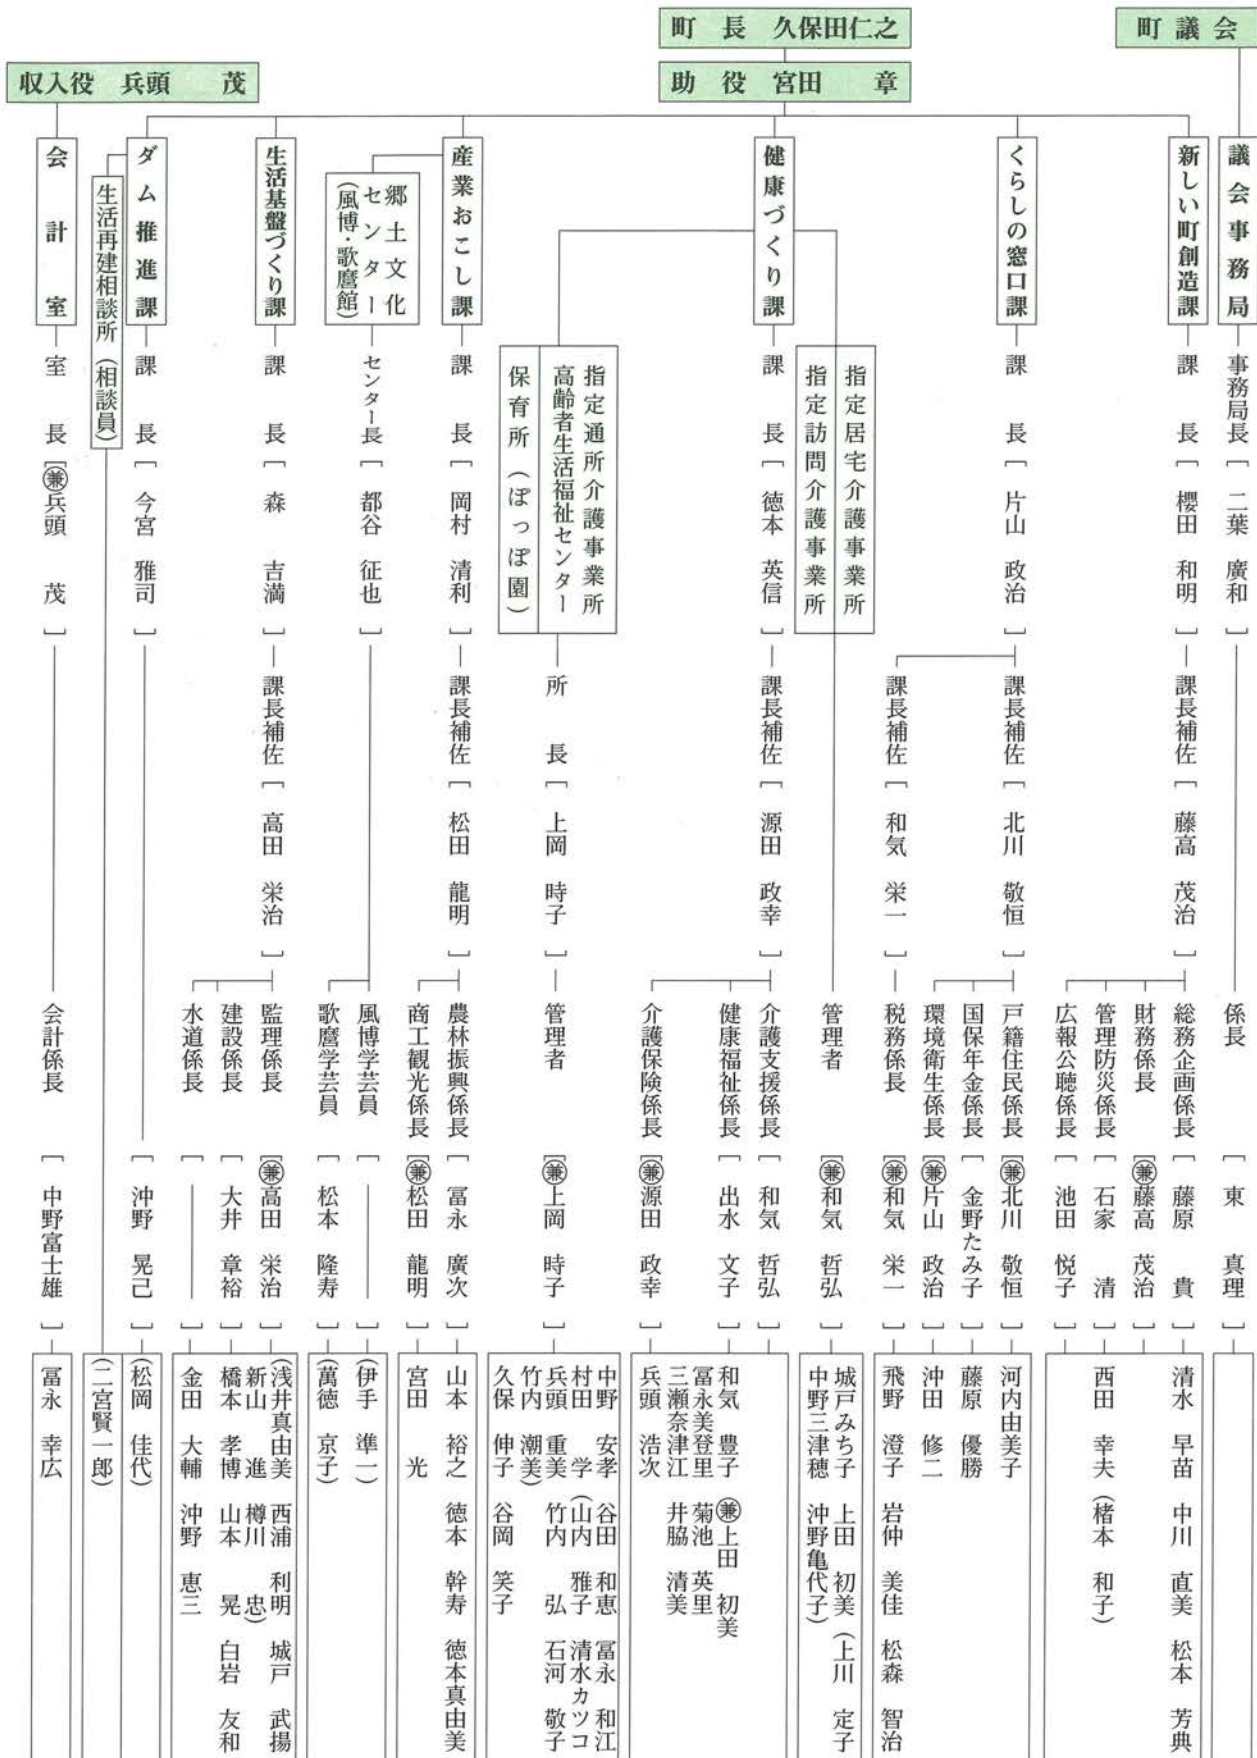 町議会
町長 久保田仁之
助役 宮田 章
収入役 兵頭 茂
議会事務局
事務局長 [二葉 廣和]
係長 [東 真理]
新しい町創造課
課長 [櫻田 和明]
課長補佐 [藤高 茂治]
総務企画係長 [藤原 貴]
財務係長 [㊒藤高 茂治]
管理防災係長 [石家 清]
広報公聴係長 [池田 悦子]
清水 早苗 中川 直美 松本 芳典
西田 幸夫 (楮本 和子)
くらしの窓口課
課長 [片山 政治]
課長補佐 [北川 敬恒]
戸籍住民係長 [兼北川 敬恒]
国保年金係長 [金野たみ子]
環境衛生係長 [兼片山 政治]
河内由美子
藤原 優勝
沖田 修二
課長補佐 [和気 栄一]
税務係長 [兼和気 栄一]
飛野 澄子 岩仲 美佳 松森 智治
健康づくり課
指定居宅介護事業所
指定訪問介護事業所
管理者 [兼和気 哲弘]
城戸みち子 上田 初美 (上川 定子
中野三津穂 沖野亀代子)
課長 [徳本 英信]
課長補佐 [源田 政幸]
介護支援係長 [和気 哲弘]
健康福祉係長 [出水 文子]
介護保険係長 [兼源田 政幸]
和気 豊子 兼上田 初美
冨永美登里 菊池 英里
三瀬奈津江 井脇 清美
兵頭 浩次
指定通所介護事業所
高齢者生活福祉センター
保育所(ぽっぽ園)
所長 [上岡 時子]
管理者 [兼上岡 時子]
中野 安孝 谷田 和恵 冨永 和江
村田 学 (山内 雅子 清水カツコ
兵頭 重美 竹内 弘 石河 敬子
竹内 潮美)
久保 伸子 谷岡 笑子
産業おこし課
課長 [岡村 清利]
課長補佐 [松田 龍明]
農林振興係長 [冨永 廣次]
商工観光係長 [兼松田 龍明]
山本 裕之 徳本 幹寿 徳本真由美
宮田 光
郷土文化
センター
(風博・歌麿館)
センター長 [都谷 征也]
風博学芸員 [ ]
歌麿学芸員 [松本 隆寿]
(伊手 準一)
(萬徳 京子)
生活基盤づくり課
課長 [森 吉満]
課長補佐 [高田 栄治]
監理係長 [兼高田 栄治]
建設係長 [大井 章裕]
水道係長 [ ]
(浅井真由美 西浦 利明 城戸 武揚
新山 進 樽川 忠)
橋本 孝博 山本 晃 白岩 友和
金田 大輔 沖野 恵三
ダム推進課
課長 [今宮 雅司]
[沖野 晃己]
(松岡 佳代)
生活再建相談所(相談員)
(二宮賢一郎)
会計室
室長 [兼兵頭 茂]
会計係長 [中野富士雄]
冨永 幸広